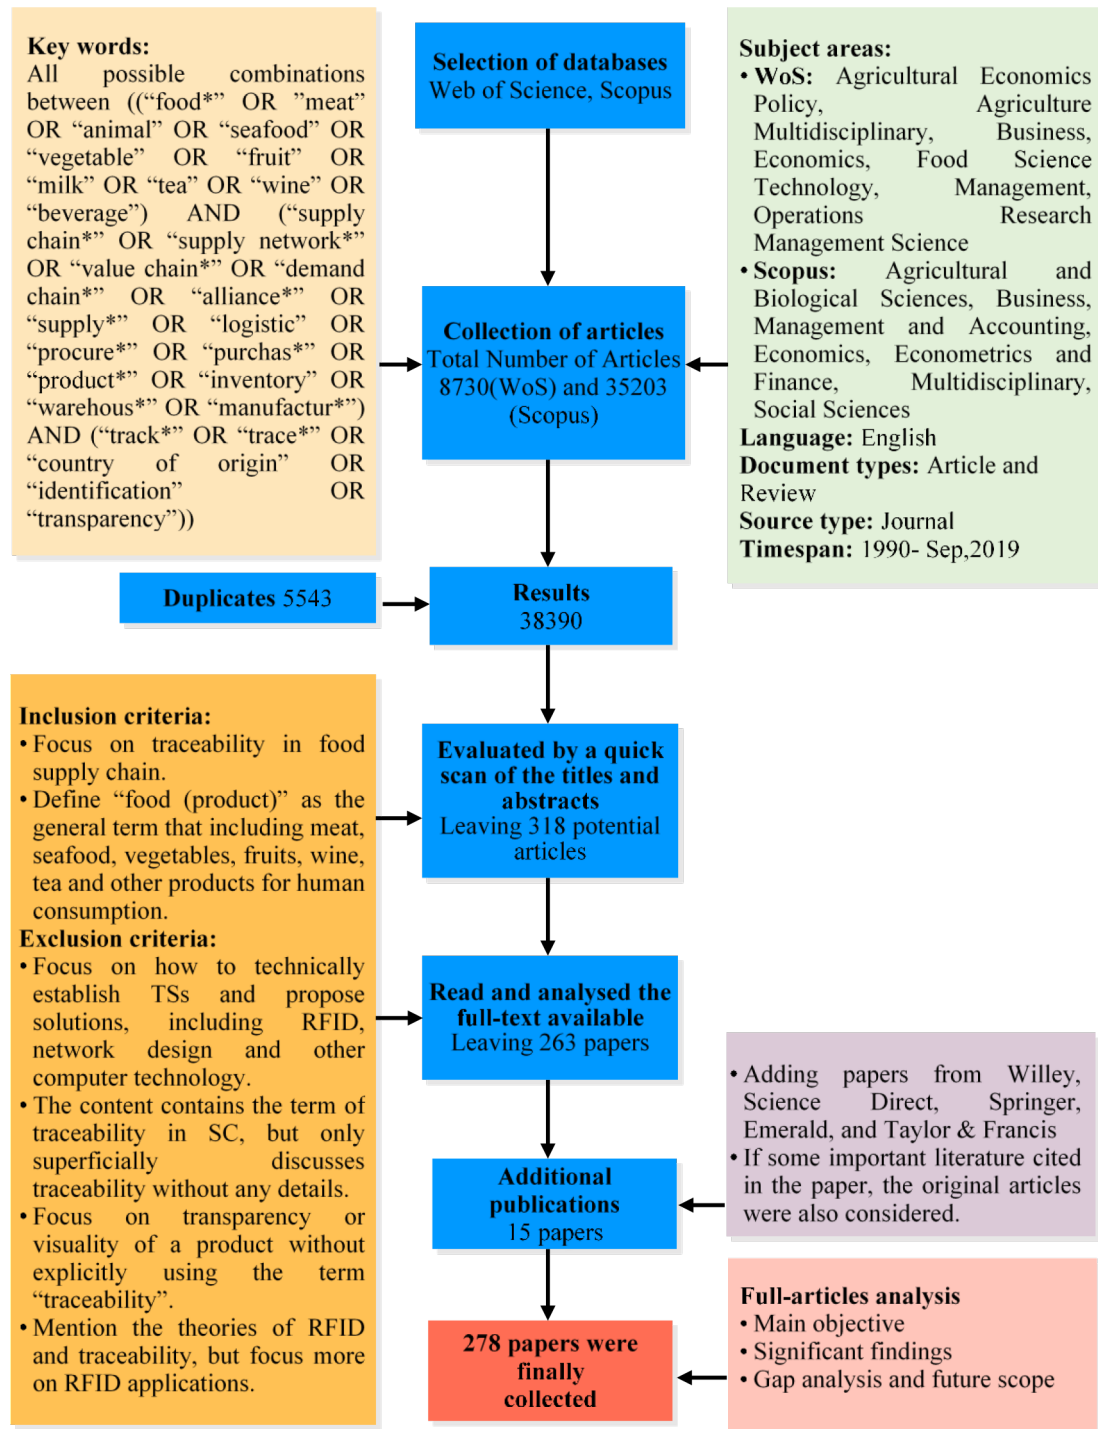 Key words:
All possible combinations
between ((“food*” OR ”meat”
OR “animal” OR “seafood” OR
“vegetable” OR “fruit” OR
“milk” OR “tea” OR “wine” OR
“beverage”) AND (“supply
chain*” OR “supply network*”
OR “value chain*” OR “demand
chain*” OR “alliance*” OR
“supply*” OR “logistic” OR
“procure*” OR “purchas*” OR
“product*” OR “inventory” OR
“warehous*” OR “manufactur*”)
AND (“track*” OR “trace*” OR
“country of origin” OR
“identification” OR
“transparency”))
Selection of databases
Web of Science, Scopus
Subject areas:
• WoS: Agricultural Economics
Policy, Agriculture
Multidisciplinary, Business,
Economics, Food Science
Technology, Management,
Operations Research
Management Science
• Scopus: Agricultural and
Biological Sciences, Business,
Management and Accounting,
Economics, Econometrics and
Finance, Multidisciplinary,
Social Sciences
Language: English
Document types: Article and
Review
Source type: Journal
Timespan: 1990- Sep,2019
Collection of articles
Total Number of Articles
8730(WoS) and 35203
(Scopus)
Duplicates 5543
Results
38390
Inclusion criteria:
• Focus on traceability in food
supply chain.
• Define “food (product)” as the
general term that including meat,
seafood, vegetables, fruits, wine,
tea and other products for human
consumption.
Exclusion criteria:
• Focus on how to technically
establish TSs and propose
solutions, including RFID,
network design and other
computer technology.
• The content contains the term of
traceability in SC, but only
superficially discusses
traceability without any details.
• Focus on transparency or
visuality of a product without
explicitly using the term
“traceability”.
• Mention the theories of RFID
and traceability, but focus more
on RFID applications.
Evaluated by a quick
scan of the titles and
abstracts
Leaving 318 potential
articles
Read and analysed the
full-text available
Leaving 263 papers
Additional
publications
15 papers
• Adding papers from Willey,
Science Direct, Springer,
Emerald, and Taylor & Francis
• If some important literature cited
in the paper, the original articles
were also considered.
278 papers were
finally
collected
Full-articles analysis
• Main objective
• Significant findings
• Gap analysis and future scope